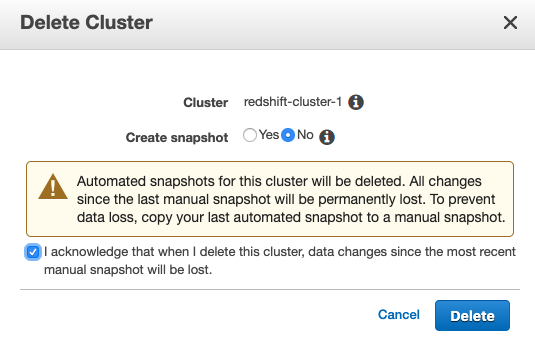 Delete Cluster
Cluster redshift-cluster-1
Create snapshot Yes No
Automated snapshots for this cluster will be deleted. All changes
since the last manual snapshot will be permanently lost. To prevent
data loss, copy your last automated snapshot to a manual snapshot.
I acknowledge that when I delete this cluster, data changes since the most recent
manual snapshot will be lost.
Cancel Delete